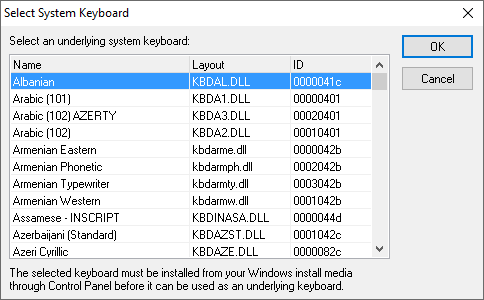 Select System Keyboard
Select an underlying system keyboard:
OK
Cancel
Name Layout ID
Albanian KBDAL.DLL 0000041c
Arabic (101) KBDA1.DLL 00000401
Arabic (102) AZERTY KBDA3.DLL 00020401
Arabic (102) KBDA2.DLL 00010401
Armenian Eastern kbdarme.dll 0000042b
Armenian Phonetic kbdarmph.dll 0002042b
Armenian Typewriter kbdarmty.dll 0003042b
Armenian Western kbdarmw.dll 0001042b
Assamese - INSCRIPT KBDINASA.DLL 0000044d
Azerbaijani (Standard) KBDAZST.DLL 0001042c
Azeri Cyrillic KBDAZE.DLL 0000082c
The selected keyboard must be installed from your Windows install media
through Control Panel before it can be used as an underlying keyboard.